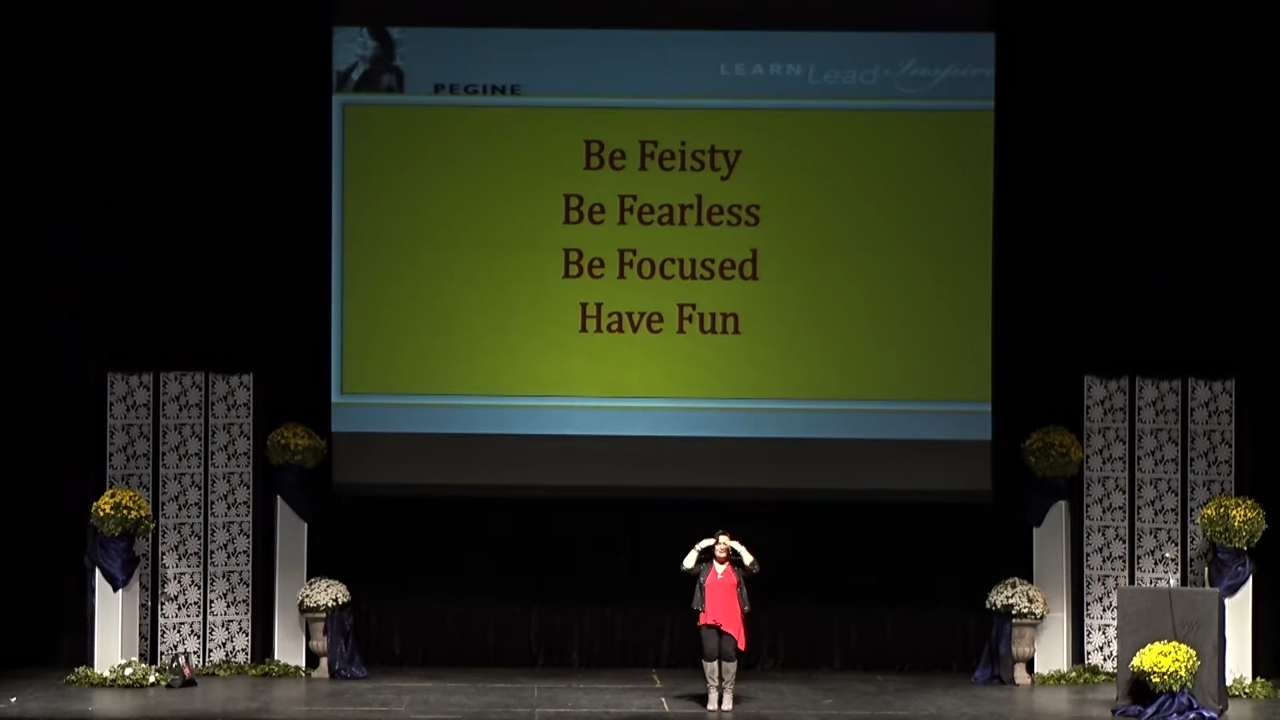 LEARN Lead Inspire
PEGINE
Be Feisty
Be Fearless
Be Focused
Have Fun